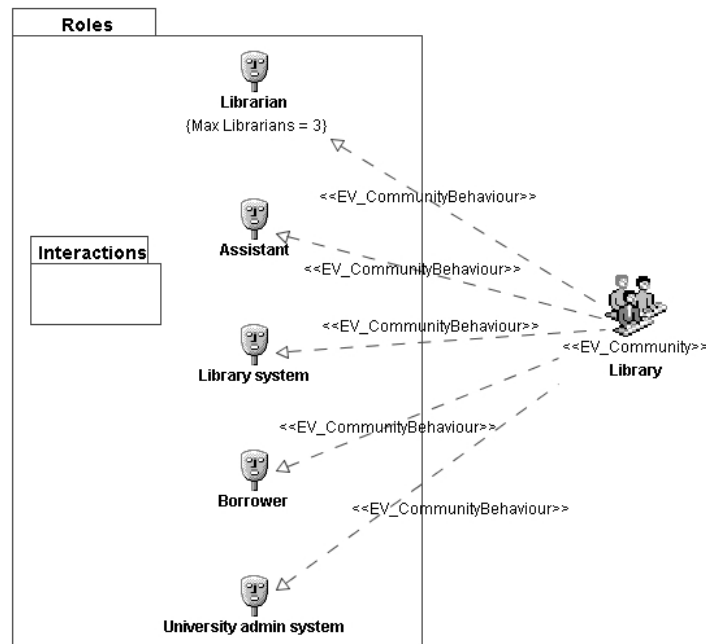 Roles
Librarian
{Max Librarians = 3}
<<EV_CommunityBehaviour>>
Assistant
Interactions
<<EV_CommunityBehaviour>>
<<EV_CommunityBehaviour>>
<<EV_Community>>
Library
Library system
<<EV_CommunityBehaviour>>
Borrower
<<EV_CommunityBehaviour>>
University admin system